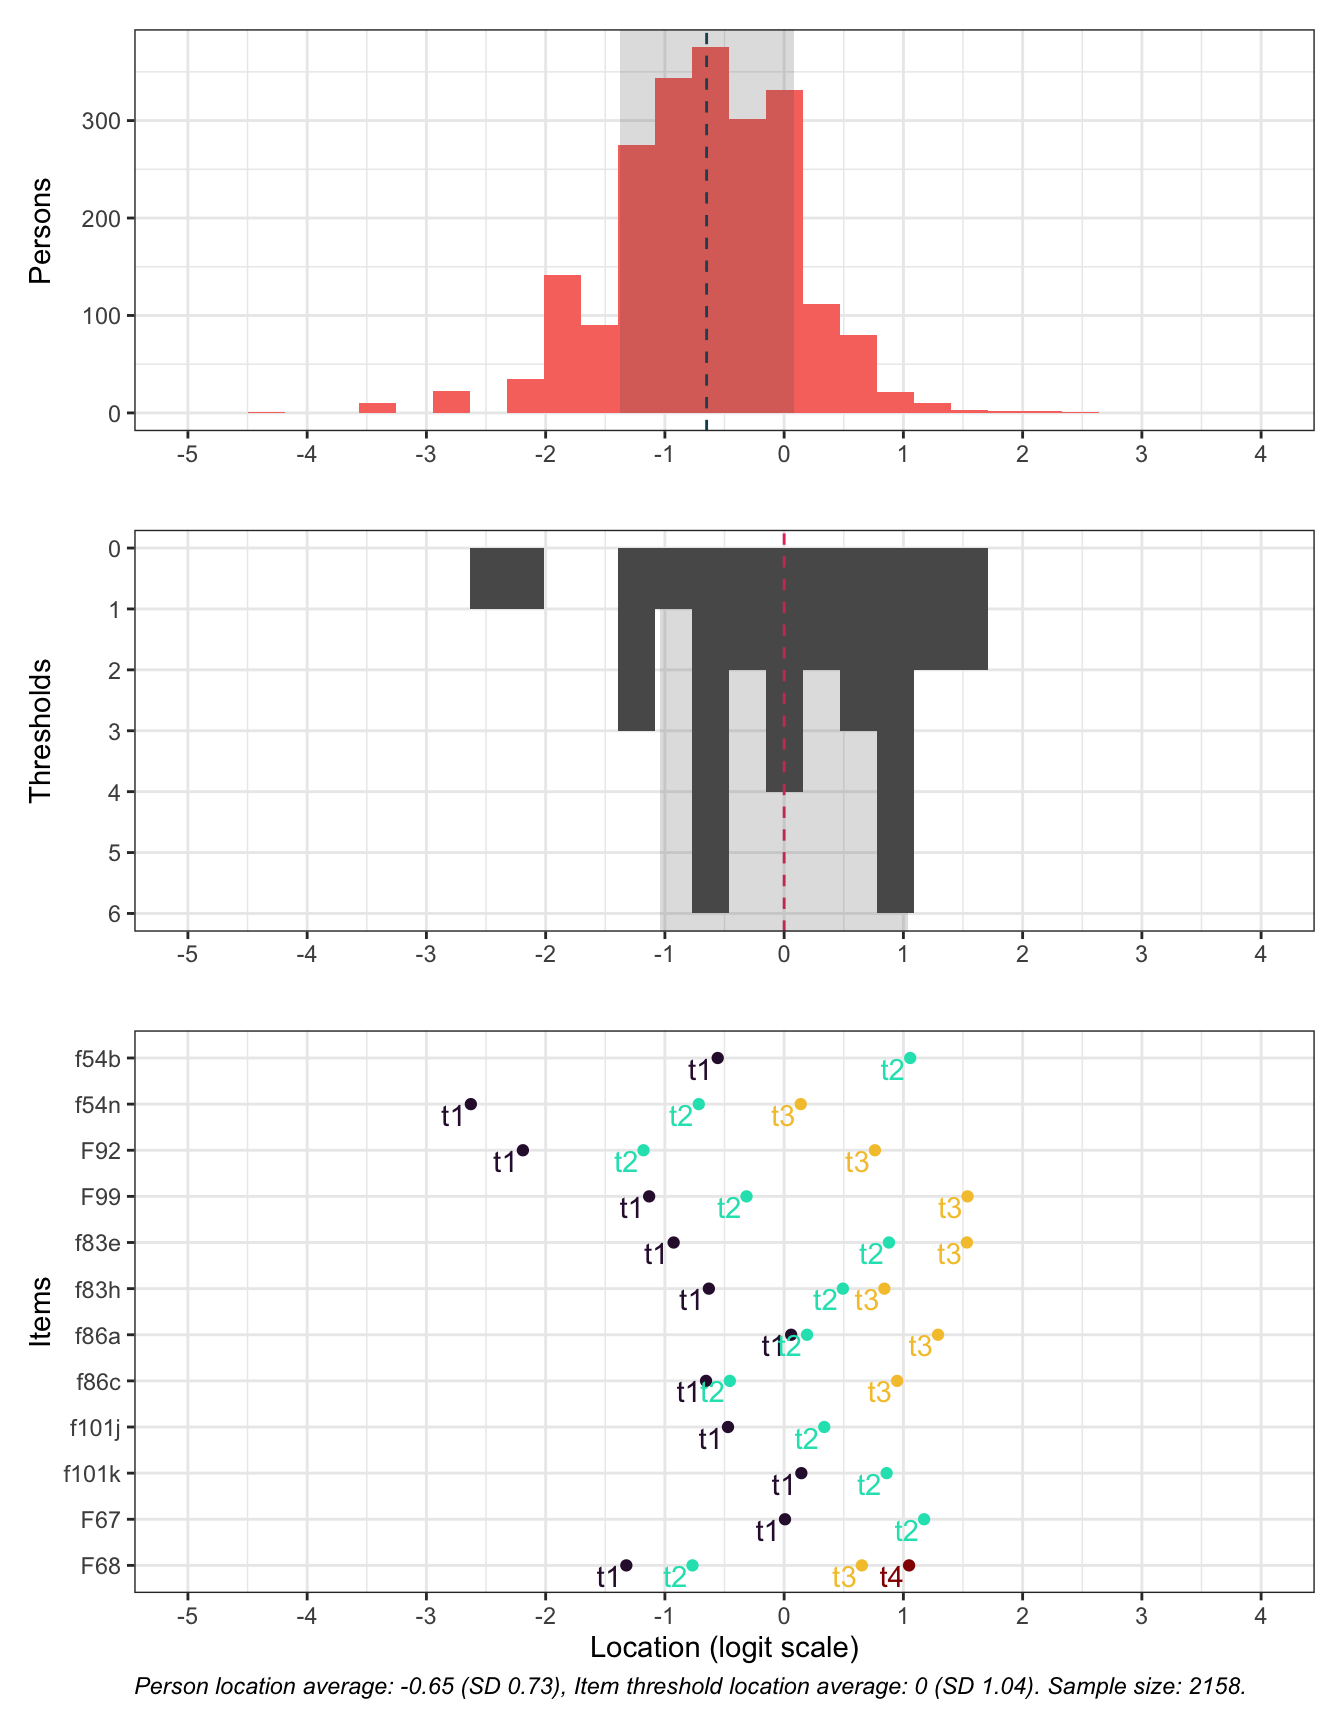 Persons
300
200
100
0
-5 -4 -3 -2 -1 0 1 2 3 4
Thresholds
0
1
2
3
4
5
6
-5 -4 -3 -2 -1 0 1 2 3 4
Items
f54b t1 t2
f54n t1 t2 t3
F92 t1 t2 t3
F99 t1 t2 t3
f83e t1 t2 t3
f83h t1 t2 t3
f86a t1 t2 t3
f86c t1 t2 t3
f101j t1 t2
f101k t1 t2
F67 t1 t2
F68 t1 t2 t3 t4
-5 -4 -3 -2 -1 0 1 2 3 4
Location (logit scale)
Person location average: -0.65 (SD 0.73), Item threshold location average: 0 (SD 1.04). Sample size: 2158.